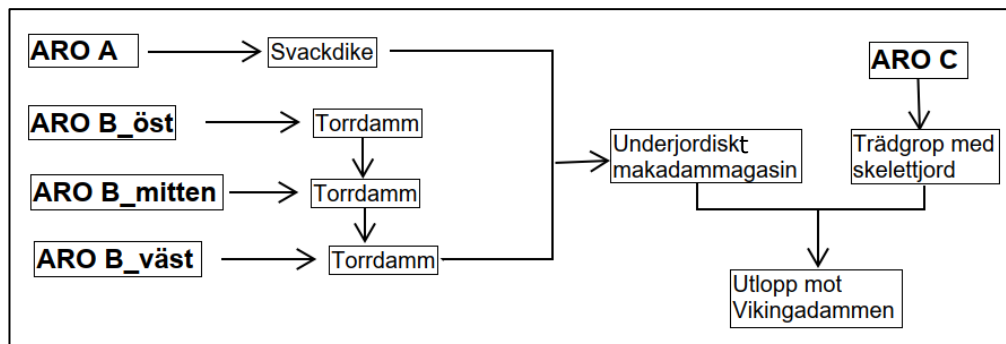 ARO A
Svackdike
ARO C
ARO B_öst
Torrdamm
Underjordiskt
makadammagasin
Trädgrop med
skelettjord
ARO B_mitten
Torrdamm
ARO B_väst
Torrdamm
Utlopp mot
Vikingadammen